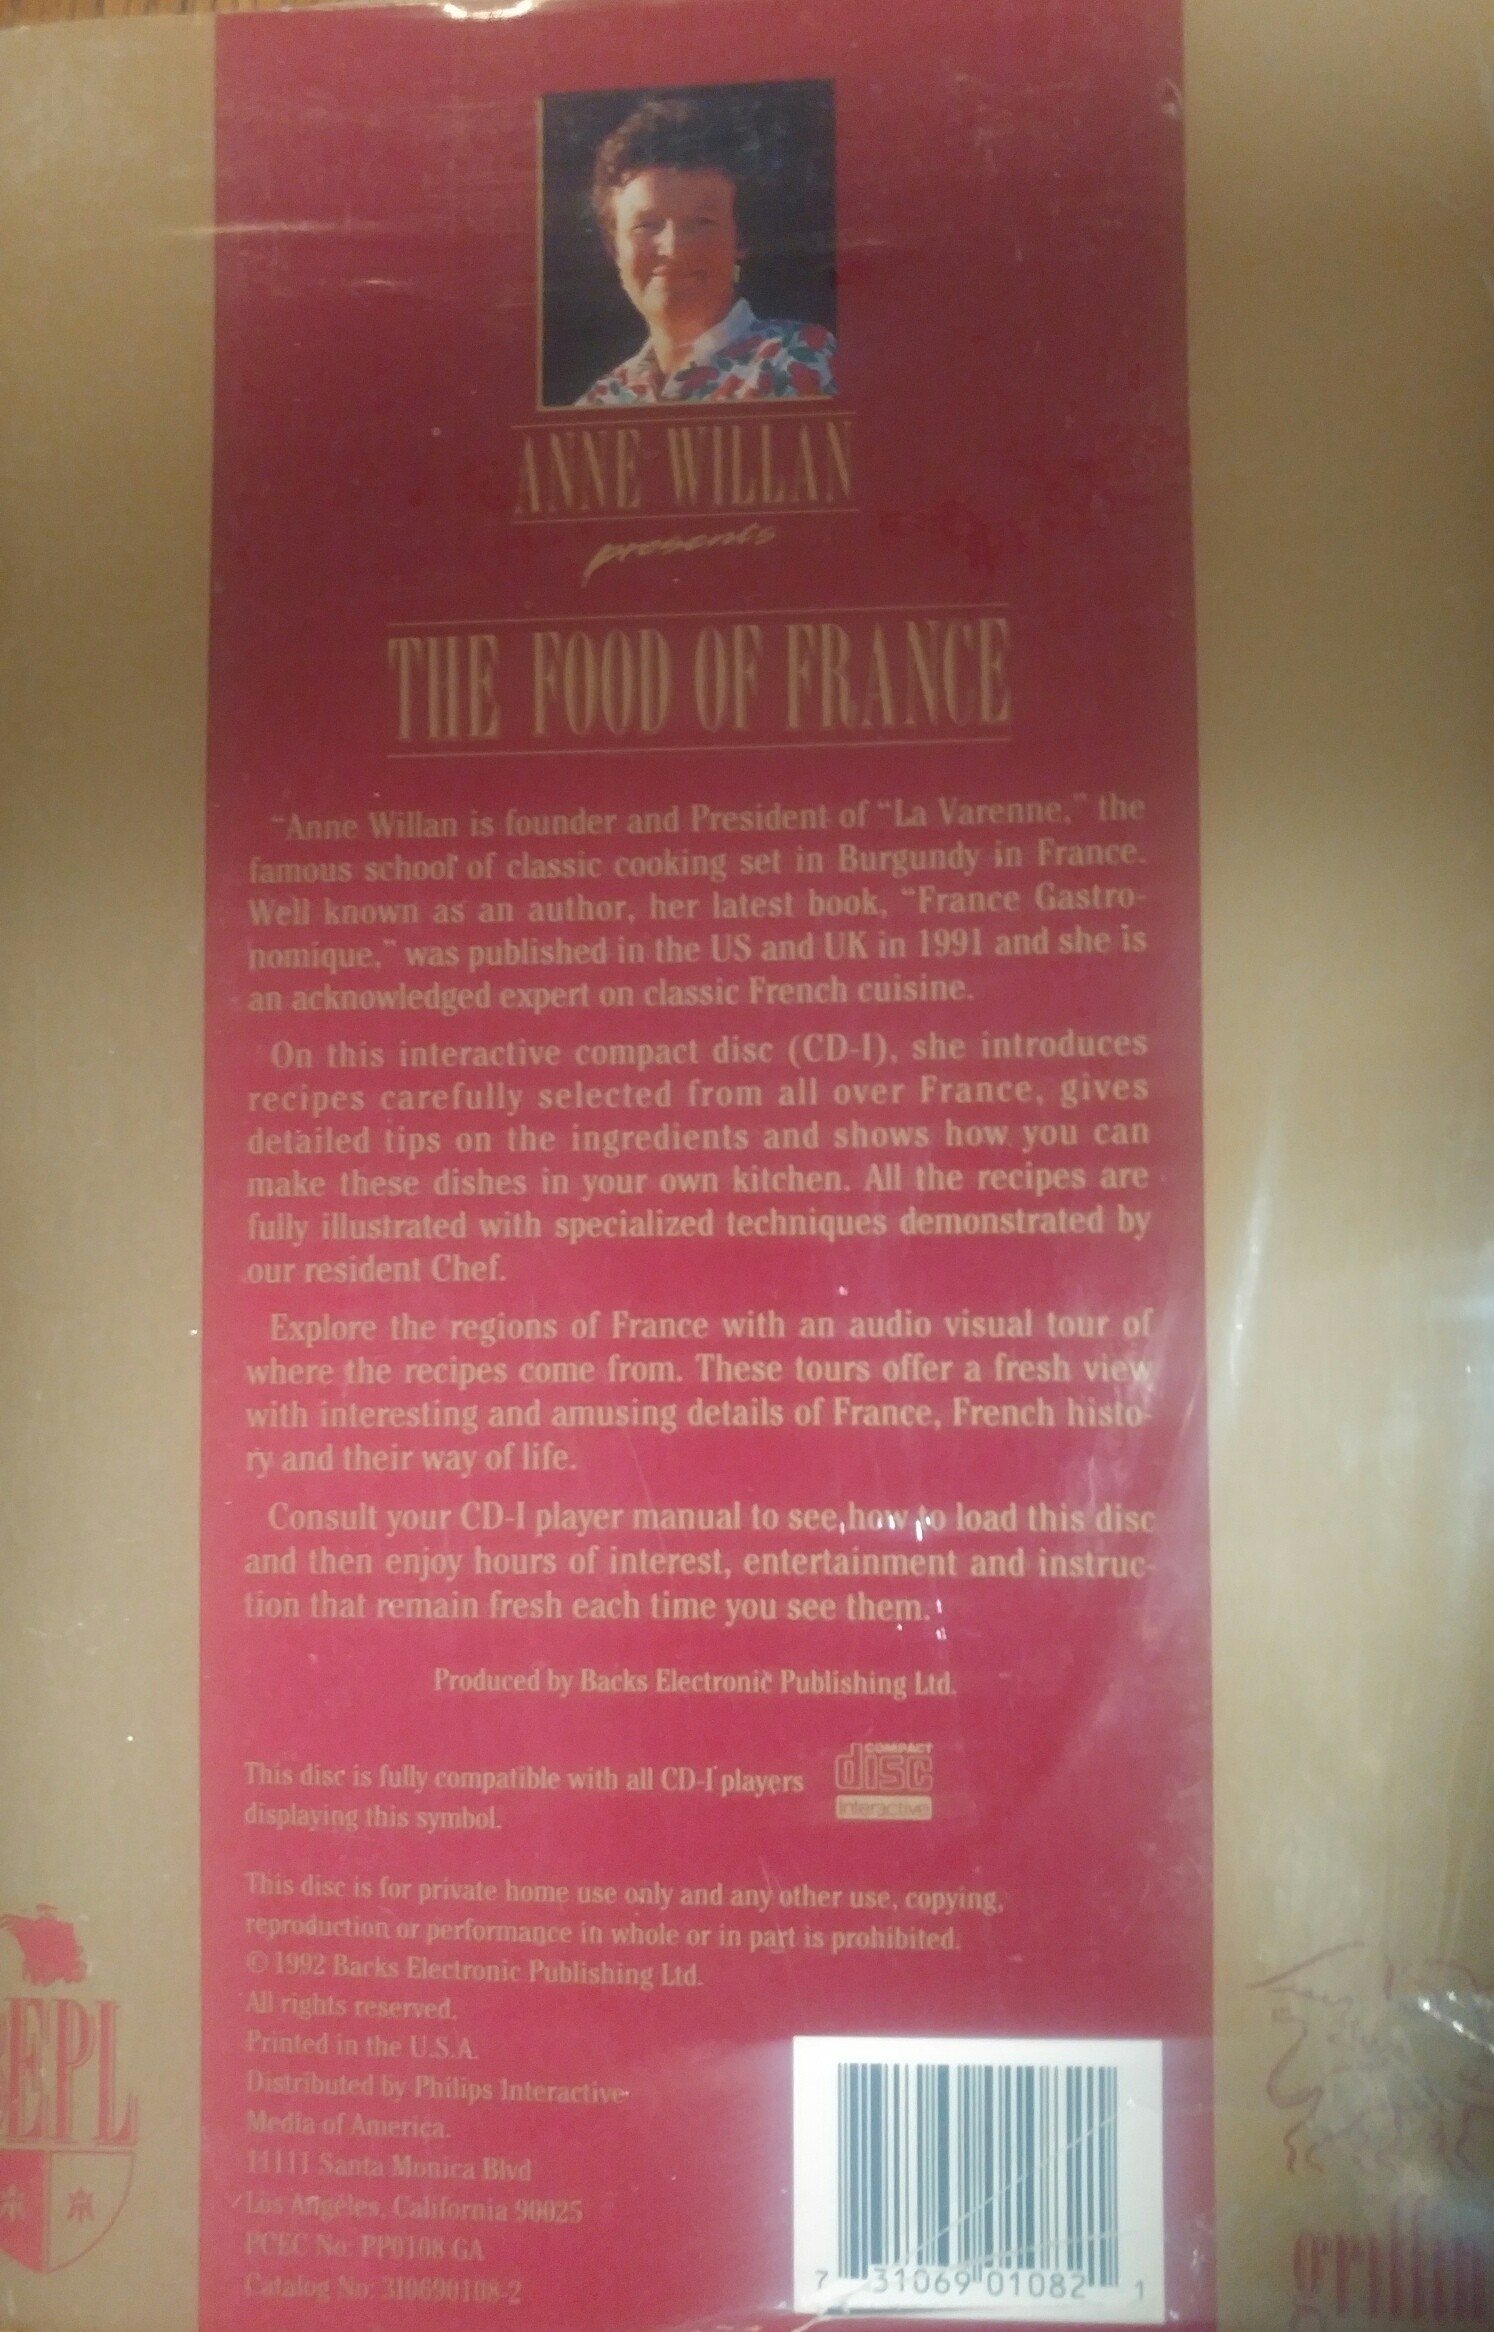 ANNE WILLAN
presents
THE FOOD OF FRANCE
"Anne Willan is founder and President of "La Varenne," the
famous school of classic cooking set in Burgundy in France.
Well known as an author, her latest book, "France Gastro-
nomique," was published in the US and UK in 1991 and she is
an acknowledged expert on classic French cuisine.
On this interactive compact disc (CD-I), she introduces
recipes carefully selected from all over France, gives
detailed tips on the ingredients and shows how you can
make these dishes in your own kitchen. All the recipes are
fully illustrated with specialized techniques demonstrated by
our resident Chef.
Explore the regions of France with an audio visual tour of
where the recipes come from. These tours offer a fresh view
with interesting and amusing details of France, French histo-
ry and their way of life.
Consult your CD-I player manual to see how to load this disc
and then enjoy hours of interest, entertainment and instruc-
tion that remain fresh each time you see them.
Produced by Backs Electronic Publishing Ltd.
This disc is fully compatible with all CD-I players
displaying this symbol.
COMPACT
disc
Interactive
This disc is for private home use only and any other use, copying,
reproduction or performance in whole or in part is prohibited.
© 1992 Backs Electronic Publishing Ltd.
All rights reserved.
Printed in the U.S.A.
Distributed by Philips Interactive
Media of America.
11111 Santa Monica Blvd
Los Angeles, California 90025
PCEC No: PP0108 GA
Catalog No: 310690108-2
EPL
7 31069 01082 1